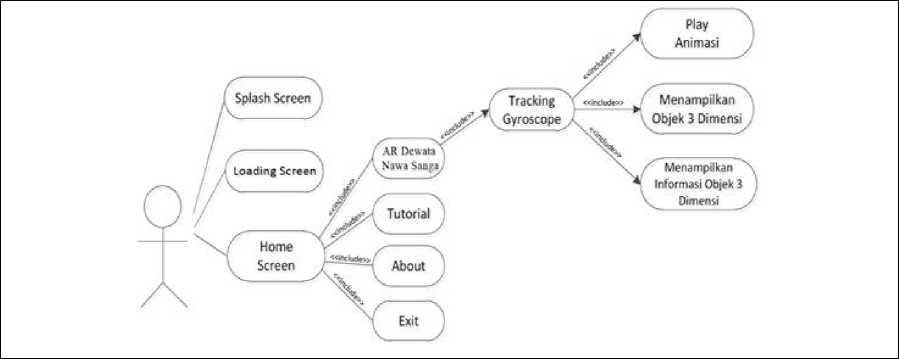 Splash Screen
Loading Screen
Home
Screen
<<include>>
AR Dewata
Nawa Sanga
<<include>>
Tutorial
<<include>>
About
<<include>>
Exit
<<include>>
Tracking
Gyroscope
<<include>>
Play
Animasi
<<include>>
Menampilkan
Objek 3 Dimensi
<<include>>
Menampilkan
Informasi Objek 3
Dimensi